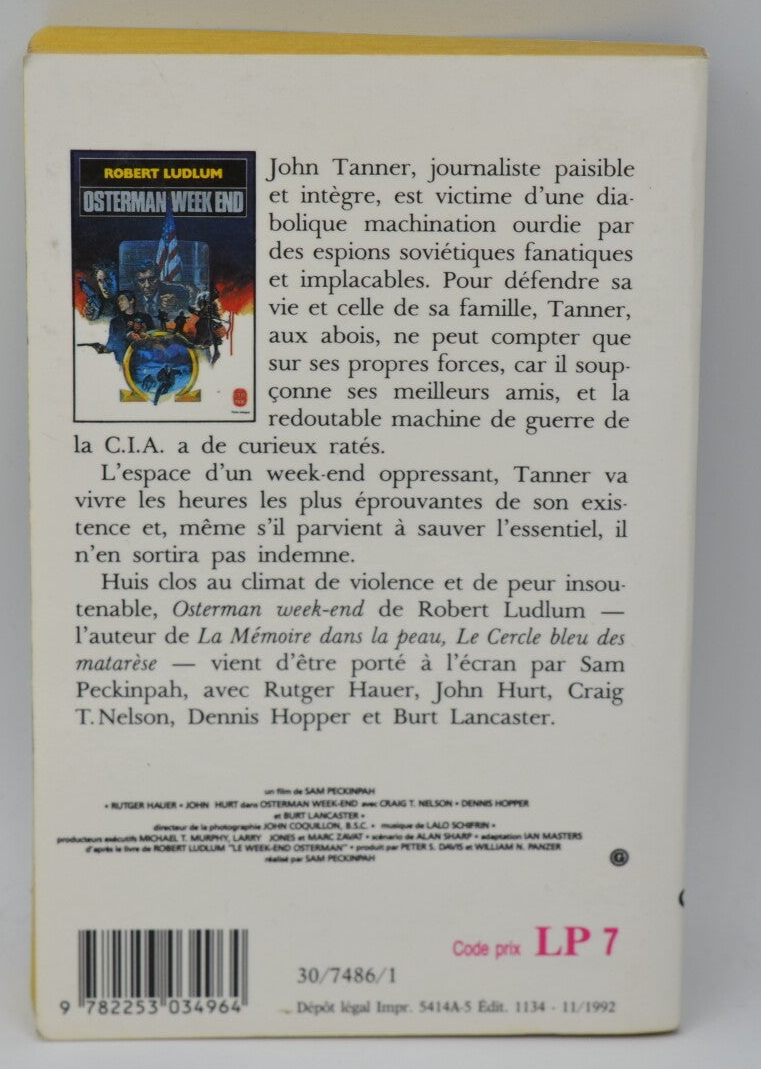 ROBERT LUDLUM
OSTERMAN WEEK END
John Tanner, journaliste paisible
et intègre, est victime d'une dia-
bolique machination ourdie par
des espions soviétiques fanatiques
et implacables. Pour défendre sa
vie et celle de sa famille, Tanner,
aux abois, ne peut compter que
sur ses propres forces, car il soup-
çonne ses meilleurs amis, et la
redoutable machine de guerre de
la C.I.A. a de curieux ratés.
L'espace d'un week-end oppressant, Tanner va
vivre les heures les plus éprouvantes de son exis-
tence et, même s'il parvient à sauver l'essentiel, il
n'en sortira pas indemne.
Huis clos au climat de violence et de peur insou-
tenable, Osterman week-end de Robert Ludlum —
l'auteur de La Mémoire dans la peau, Le Cercle bleu des
matarèse — vient d'être porté à l'écran par Sam
Peckinpah, avec Rutger Hauer, John Hurt, Craig
T. Nelson, Dennis Hopper et Burt Lancaster.
un film de SAM PECKINPAH
• RUTGER HAUER • JOHN HURT dans OSTERMAN WEEK-END avec CRAIG T. NELSON • DENNIS HOPPER
et BURT LANCASTER •
directeur de la photographie JOHN COQUILLON, B.S.C. • musique de LALO SCHIFRIN •
producteurs exécutifs MICHAEL T. MURPHY, LARRY JONES et MARC ZAVAT • scénario de ALAN SHARP • adaptation IAN MASTERS
d'après le livre de ROBERT LUDLUM "LE WEEK-END OSTERMAN" • produit par PETER S. DAVIS et WILLIAM N. PANZER
réalisé par SAM PECKINPAH
G
Code prix LP 7
30/7486/1
9 782253 034964
Dépôt légal Impr. 5414A-5 Édit. 1134 - 11/1992